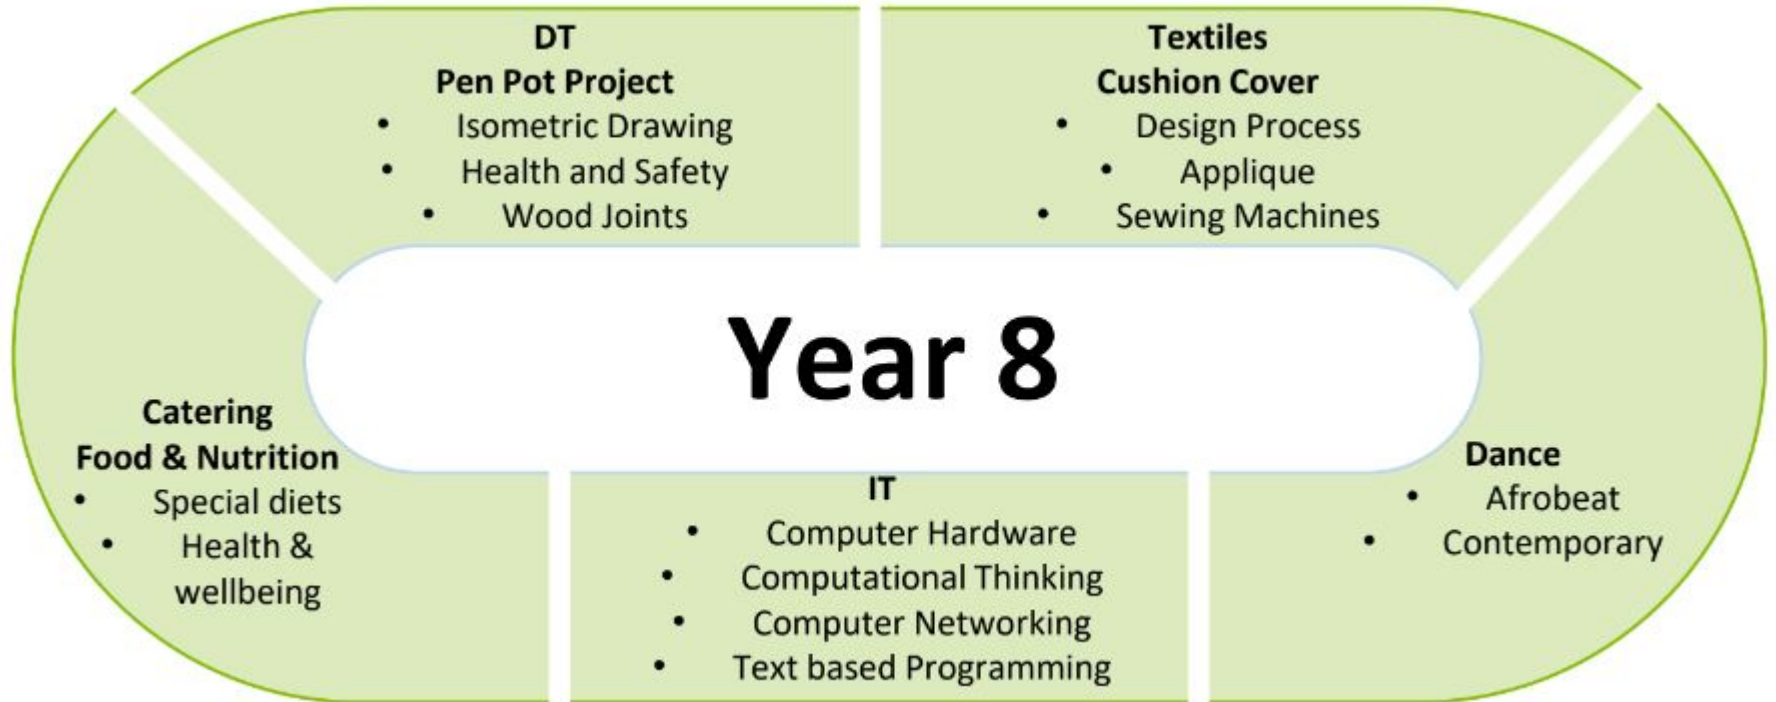 DT
Pen Pot Project
• Isometric Drawing
• Health and Safety
• Wood Joints
Textiles
Cushion Cover
• Design Process
• Applique
• Sewing Machines
Year 8
Catering
Food & Nutrition
• Special diets
• Health &
wellbeing
IT
• Computer Hardware
• Computational Thinking
• Computer Networking
• Text based Programming
Dance
• Afrobeat
• Contemporary